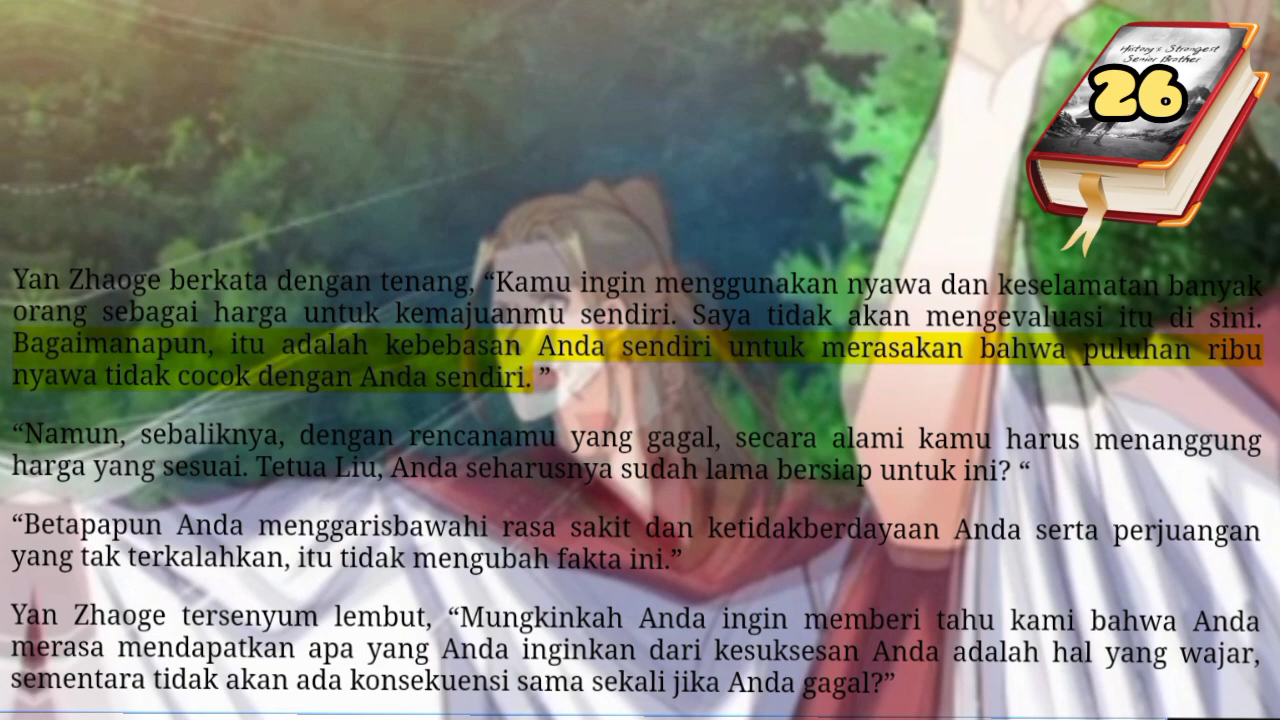 History's Strongest
Senior Brother
26
Yan Zhaoge berkata dengan tenang, “Kamu ingin menggunakan nyawa dan keselamatan banyak
orang sebagai harga untuk kemajuanmu sendiri. Saya tidak akan mengevaluasi itu di sini.
Bagaimanapun, itu adalah kebebasan Anda sendiri untuk merasakan bahwa puluhan ribu
nyawa tidak cocok dengan Anda sendiri. ”
“Namun, sebaliknya, dengan rencanamu yang gagal, secara alami kamu harus menanggung
harga yang sesuai. Tetua Liu, Anda seharusnya sudah lama bersiap untuk ini? “
“Betapapun Anda menggarisbawahi rasa sakit dan ketidakberdayaan Anda serta perjuangan
yang tak terkalahkan, itu tidak mengubah fakta ini.”
Yan Zhaoge tersenyum lembut, “Mungkinkah Anda ingin memberi tahu kami bahwa Anda
merasa mendapatkan apa yang Anda inginkan dari kesuksesan Anda adalah hal yang wajar,
sementara tidak akan ada konsekuensi sama sekali jika Anda gagal?”